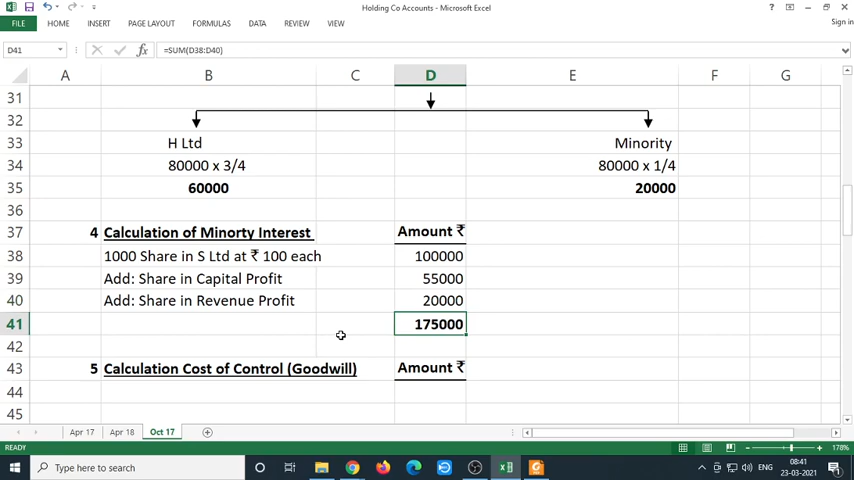 Holding Co Accounts - Microsoft Excel
FILE HOME INSERT PAGE LAYOUT FORMULAS DATA REVIEW VIEW Sign in
D41 =SUM(D38:D40)
A B C D E F G
31
32
33 H Ltd Minority
34 80000 x 3/4 80000 x 1/4
35 60000 20000
36
37 4 Calculation of Minorty Interest Amount ₹
38 1000 Share in S Ltd at ₹ 100 each 100000
39 Add: Share in Capital Profit 55000
40 Add: Share in Revenue Profit 20000
41 175000
42
43 5 Calculation Cost of Control (Goodwill) Amount ₹
44
45
Apr 17 Apr 18 Oct 17
READY 178%
Type here to search ENG 08:41
23-03-2021